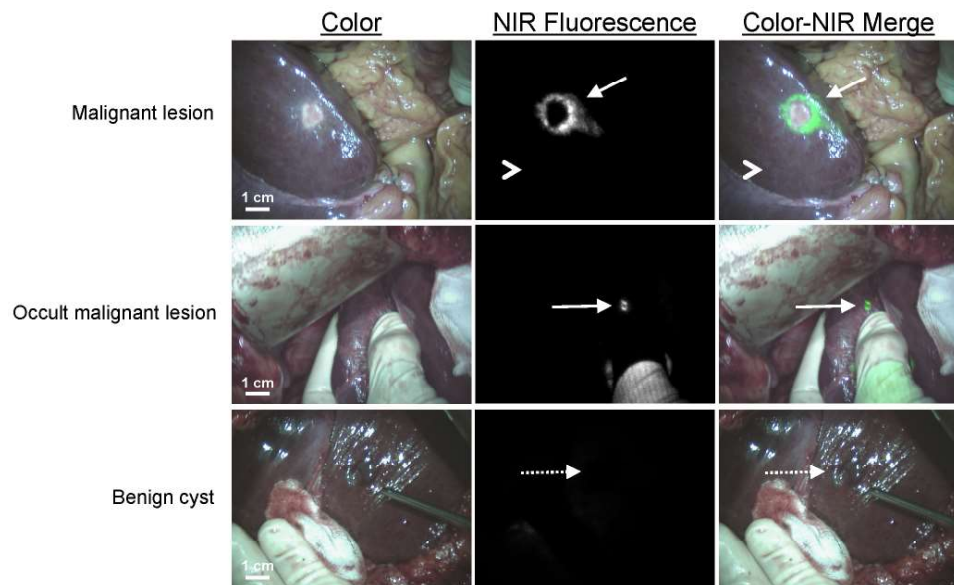 Color
NIR Fluorescence
Color-NIR Merge
Malignant lesion
1 cm
Occult malignant lesion
1 cm
Benign cyst
1 cm